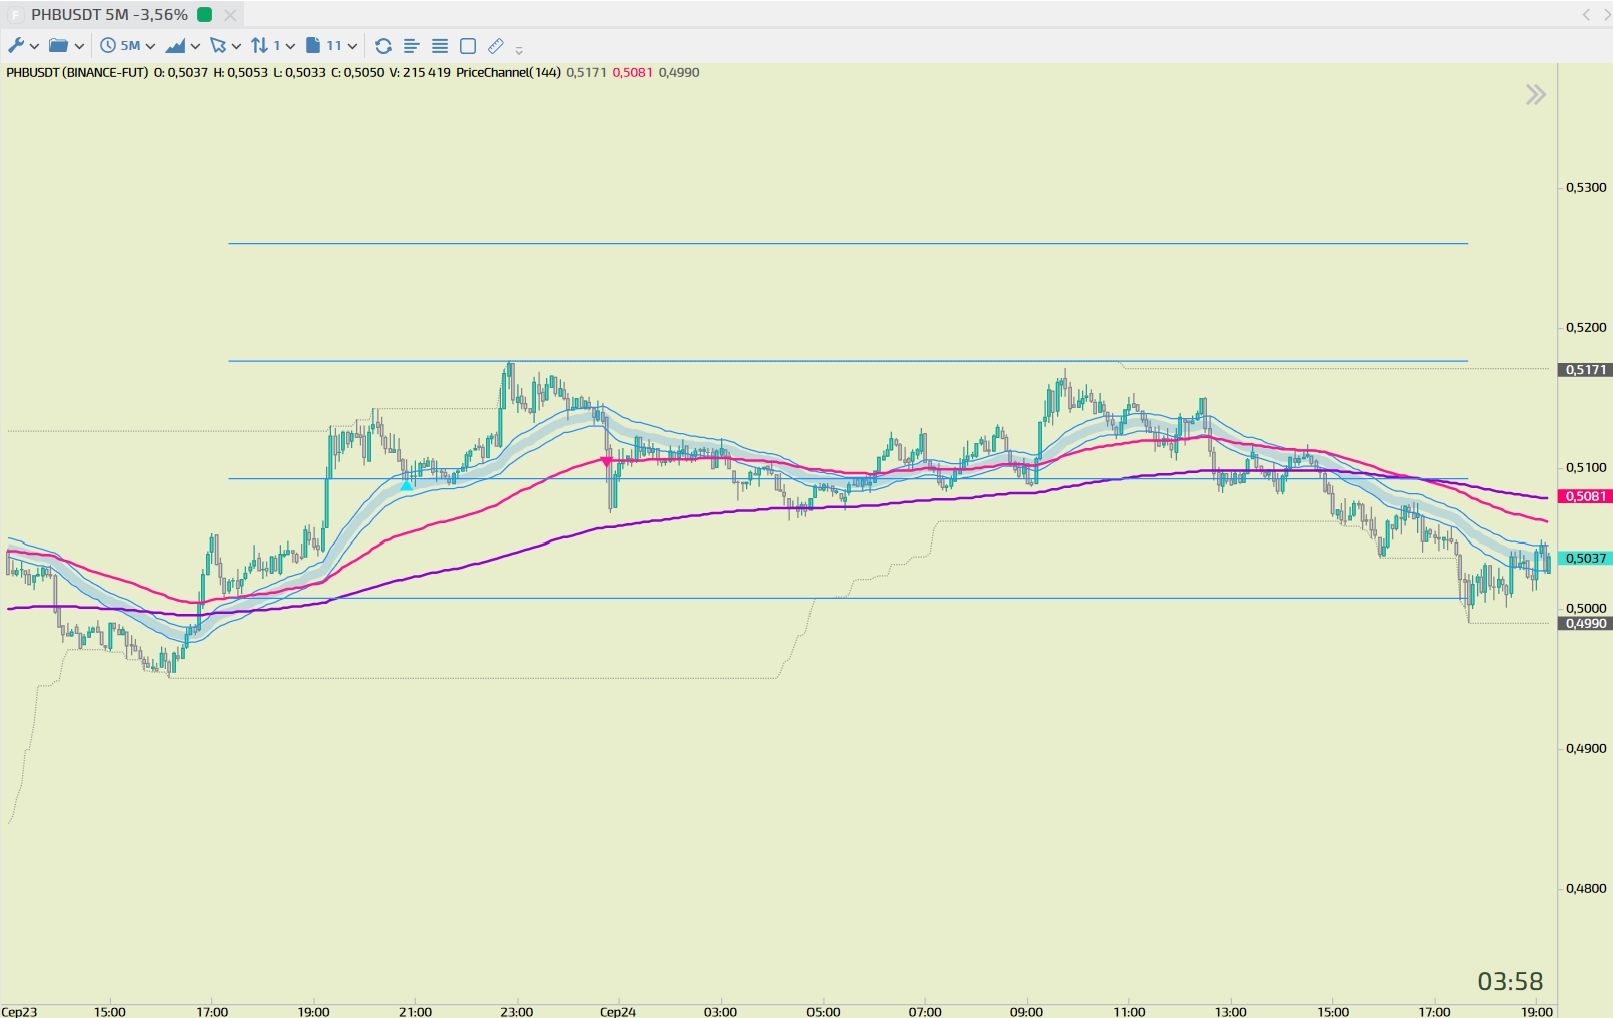 PHBUSDT 5M -3,56%
5M 1 11
PHBUSDT (BINANCE-FUT) O: 0,5037 H: 0,5053 L: 0,5033 C: 0,5050 V: 215 419 PriceChannel(144) 0,5171 0,5081 0,4990
0,5300
0,5200
0,5171
0,5100
0,5081
0,5037
0,5000
0,4990
0,4900
0,4800
03:58
Сер23 15:00 17:00 19:00 21:00 23:00 Сер24 03:00 05:00 07:00 09:00 11:00 13:00 15:00 17:00 19:00